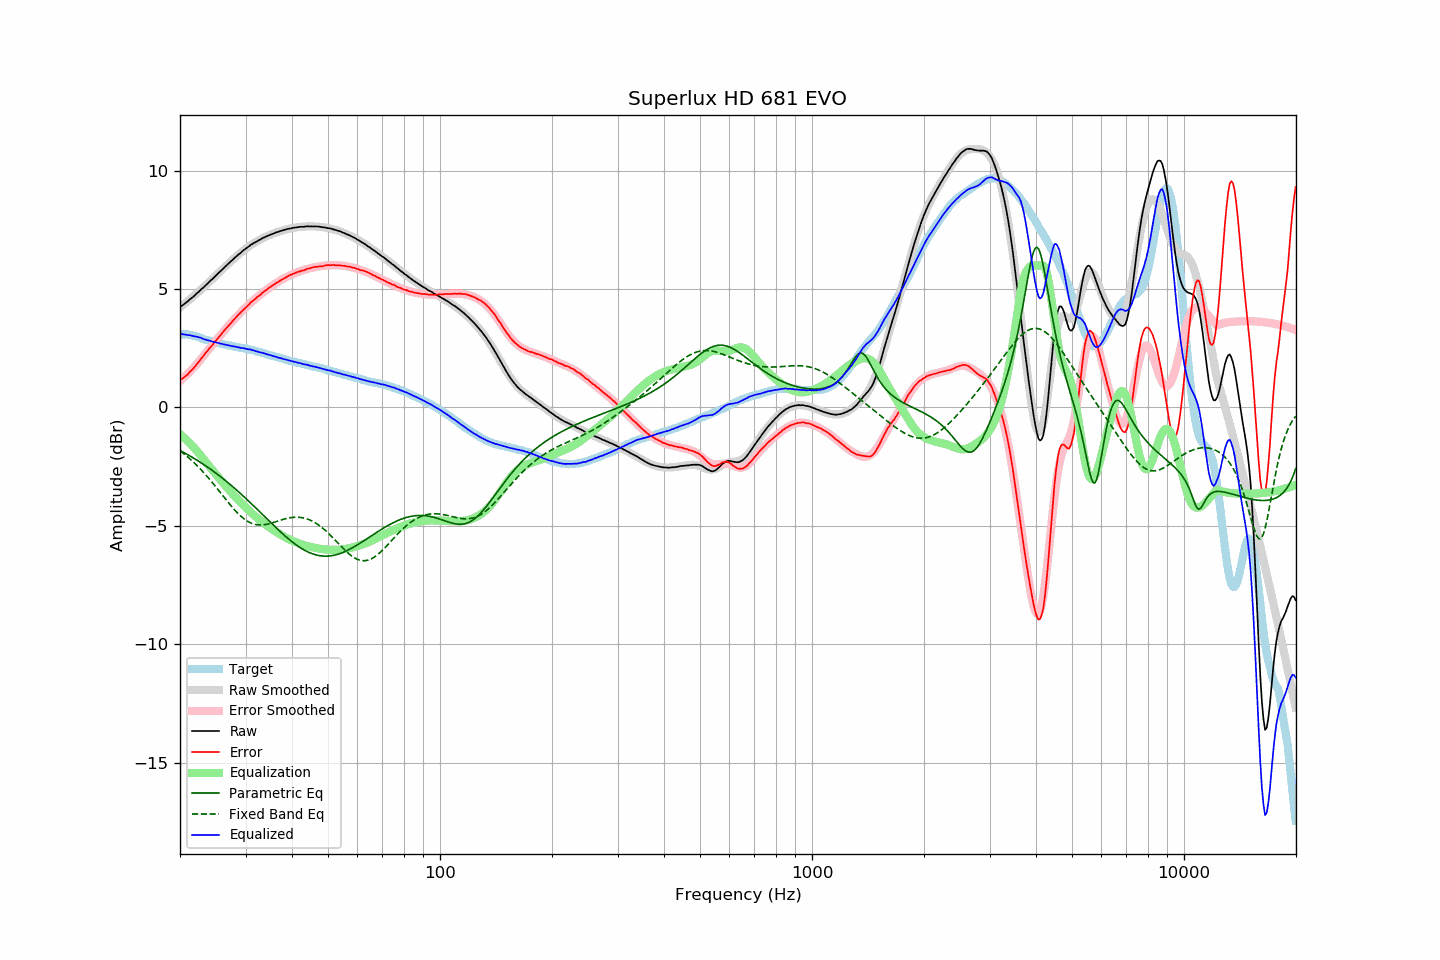 Superlux HD 681 EVO
Amplitude (dBr)
10
5
0
−5
−10
−15
Target
Raw Smoothed
Error Smoothed
Raw
Error
Equalization
Parametric Eq
Fixed Band Eq
Equalized
100
1000
10000
Frequency (Hz)